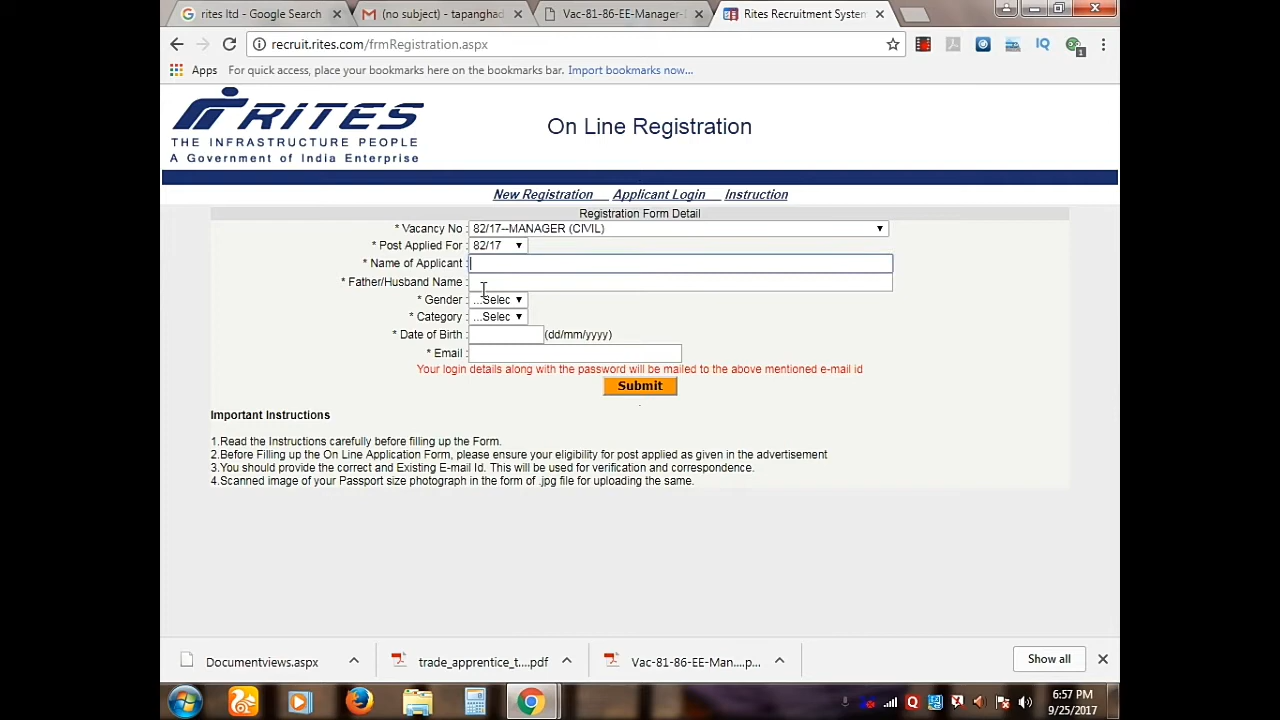 rites ltd - Google Search
(no subject) - tapanghad
Vac-81-86-EE-Manager-
Rites Recruitment System
recruit.rites.com/frmRegistration.aspx
IQ
1
Apps
For quick access, place your bookmarks here on the bookmarks bar. Import bookmarks now...
RITES
THE INFRASTRUCTURE PEOPLE
A Government of India Enterprise
On Line Registration
New Registration
Applicant Login
Instruction
Registration Form Detail
* Vacancy No : 82/17--MANAGER (CIVIL)
* Post Applied For : 82/17
* Name of Applicant :
* Father/Husband Name :
* Gender : ...Selec
* Category : ...Selec
* Date of Birth : (dd/mm/yyyy)
* Email :
Your login details along with the password will be mailed to the above mentioned e-mail id
Submit
Important Instructions
1.Read the Instructions carefully before filling up the Form.
2.Before Filling up the On Line Application Form, please ensure your eligibility for post applied as given in the advertisement
3.You should provide the correct and Existing E-mail Id. This will be used for verification and correspondence.
4.Scanned image of your Passport size photograph in the form of .jpg file for uploading the same.
Documentviews.aspx
trade_apprentice_t....pdf
Vac-81-86-EE-Man....p...
Show all
6:57 PM
9/25/2017